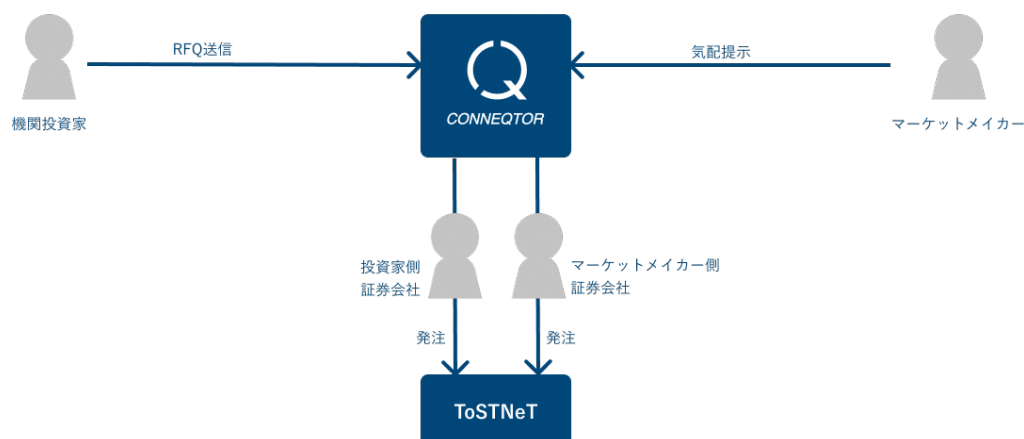 RFQ送信
気配提示
機関投資家
CONNEQTOR
マーケットメイカー
投資家側
証券会社
マーケットメイカー側
証券会社
発注
発注
ToSTNeT